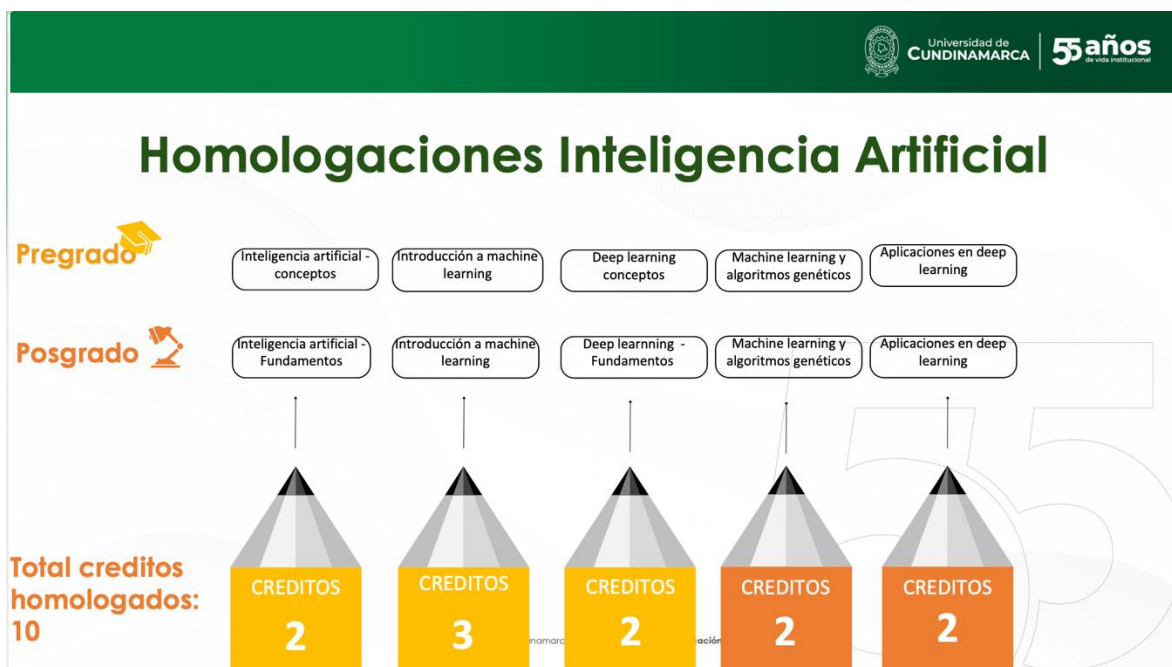 Universidad de
CUNDINAMARCA
55 años
de vida institucional
Homologaciones Inteligencia Artificial
Pregrado
Inteligencia artificial -
conceptos
Introducción a machine
learning
Deep learning
conceptos
Machine learning y
algoritmos genéticos
Aplicaciones en deep
learning
Posgrado
Inteligencia artificial -
Fundamentos
Introducción a machine
learning
Deep learnning -
Fundamentos
Machine learning y
algoritmos genéticos
Aplicaciones en deep
learning
Total creditos
homologados:
10
CREDITOS
2
CREDITOS
3
CREDITOS
2
CREDITOS
2
CREDITOS
2